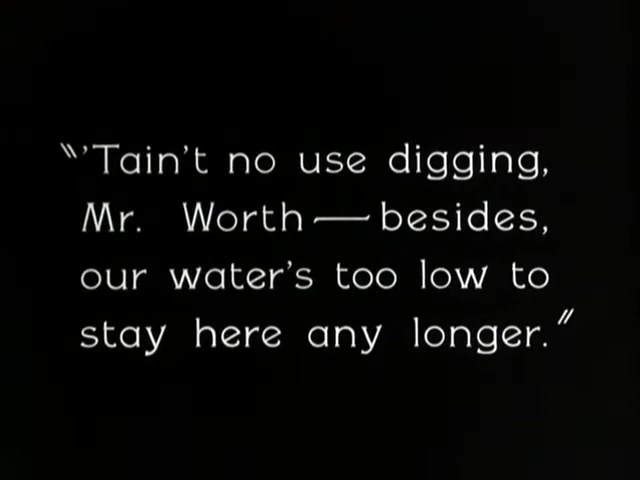 "'Tain't no use digging,
Mr. Worth — besides,
our water's too low to
stay here any longer."